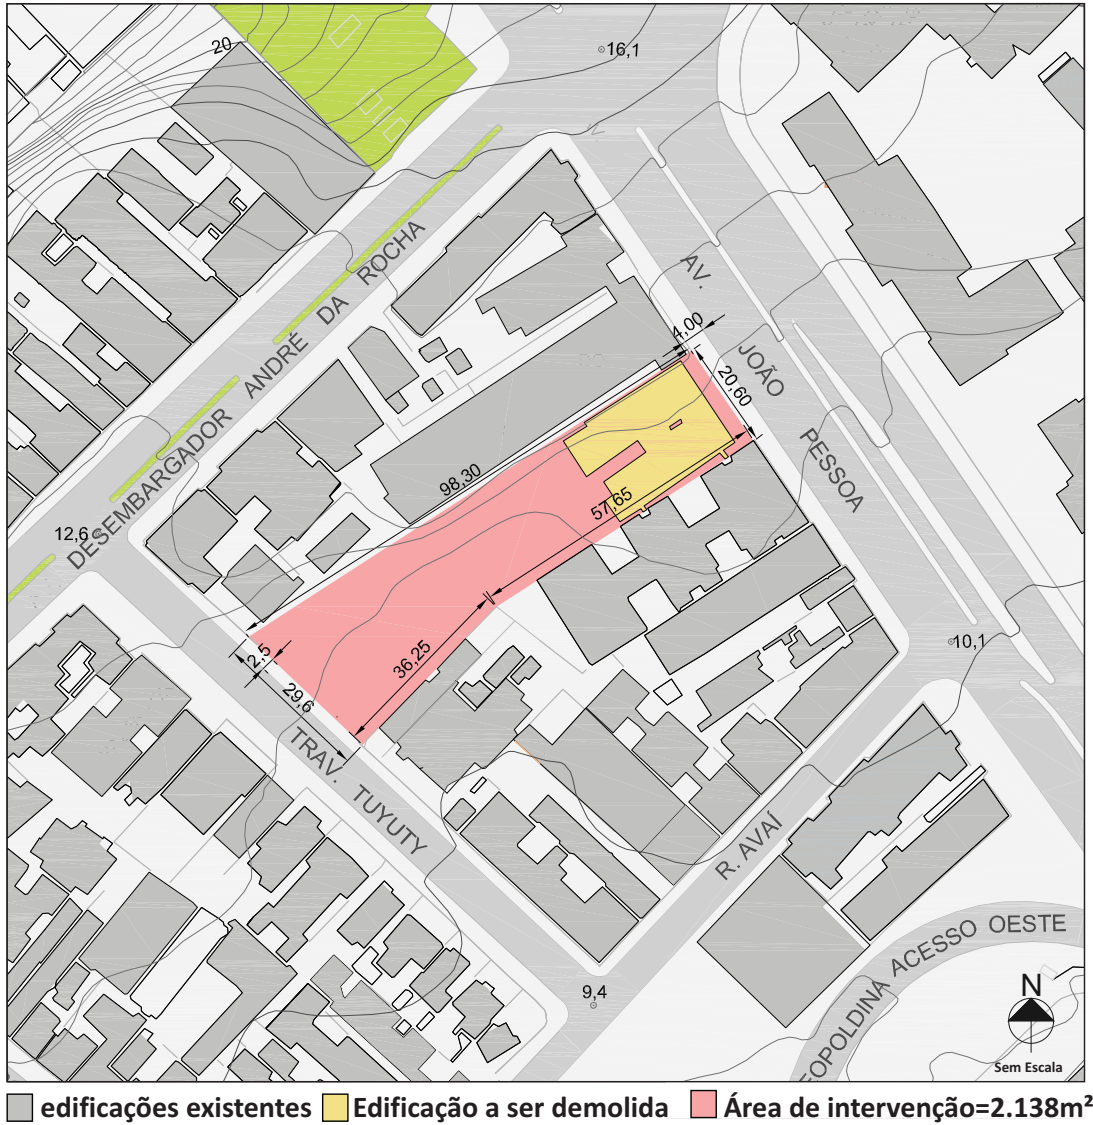 20
16,1
DESEMBARGADOR ANDRÉ DA ROCHA
AV. JOÃO PESSOA
4,00
20,60
98,30
57,65
12,6
36,25
2,5
29,6
10,1
TRAV. TUYUTY
R. AVAÍ
9,4
EOPOLDINA ACESSO OESTE
N
Sem Escala
edificações existentes
Edificação a ser demolida
Área de intervenção=2.138m²